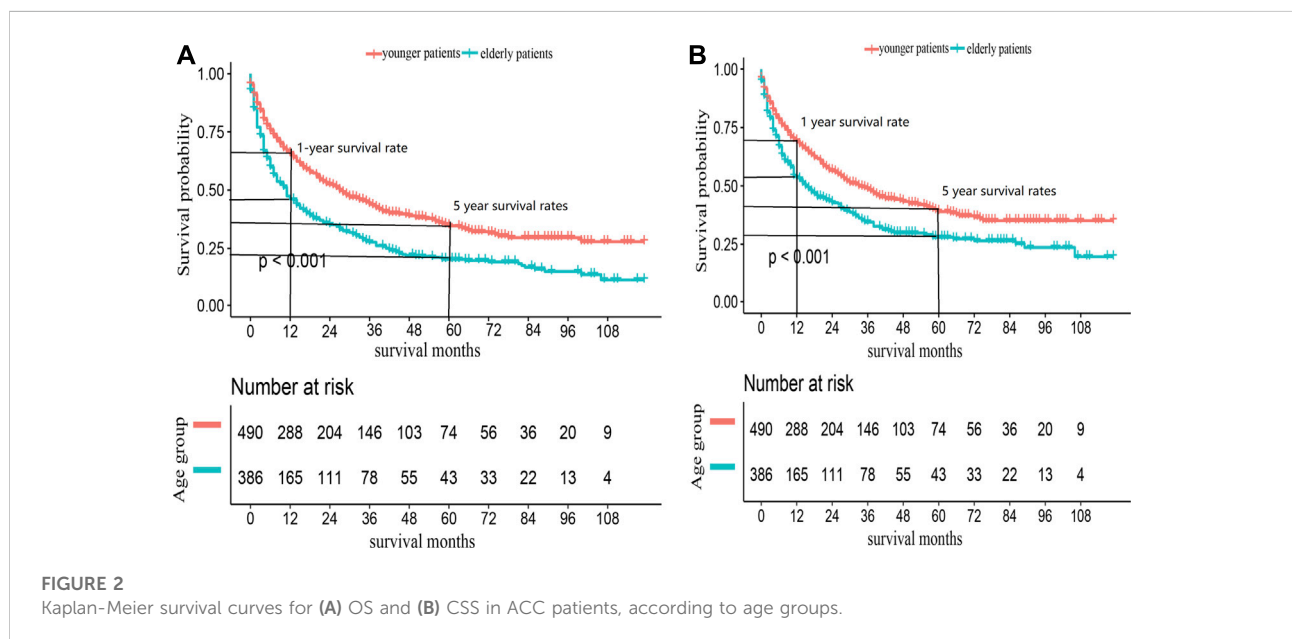 A
younger patients elderly patients
1.00
0.75
0.50
0.25
0.00
Survival probability
1-year survival rate
5 year survival rates
p < 0.001
0 12 24 36 48 60 72 84 96 108
survival months
Number at risk
Age group
490 288 204 146 103 74 56 36 20 9
386 165 111 78 55 43 33 22 13 4
0 12 24 36 48 60 72 84 96 108
survival months
B
younger patients elderly patients
1.00
0.75
0.50
0.25
0.00
Survival probability
1 year survival rate
5 year survival rates
p < 0.001
0 12 24 36 48 60 72 84 96 108
survival months
Number at risk
Age group
490 288 204 146 103 74 56 36 20 9
386 165 111 78 55 43 33 22 13 4
0 12 24 36 48 60 72 84 96 108
survival months
FIGURE 2
Kaplan-Meier survival curves for (A) OS and (B) CSS in ACC patients, according to age groups.